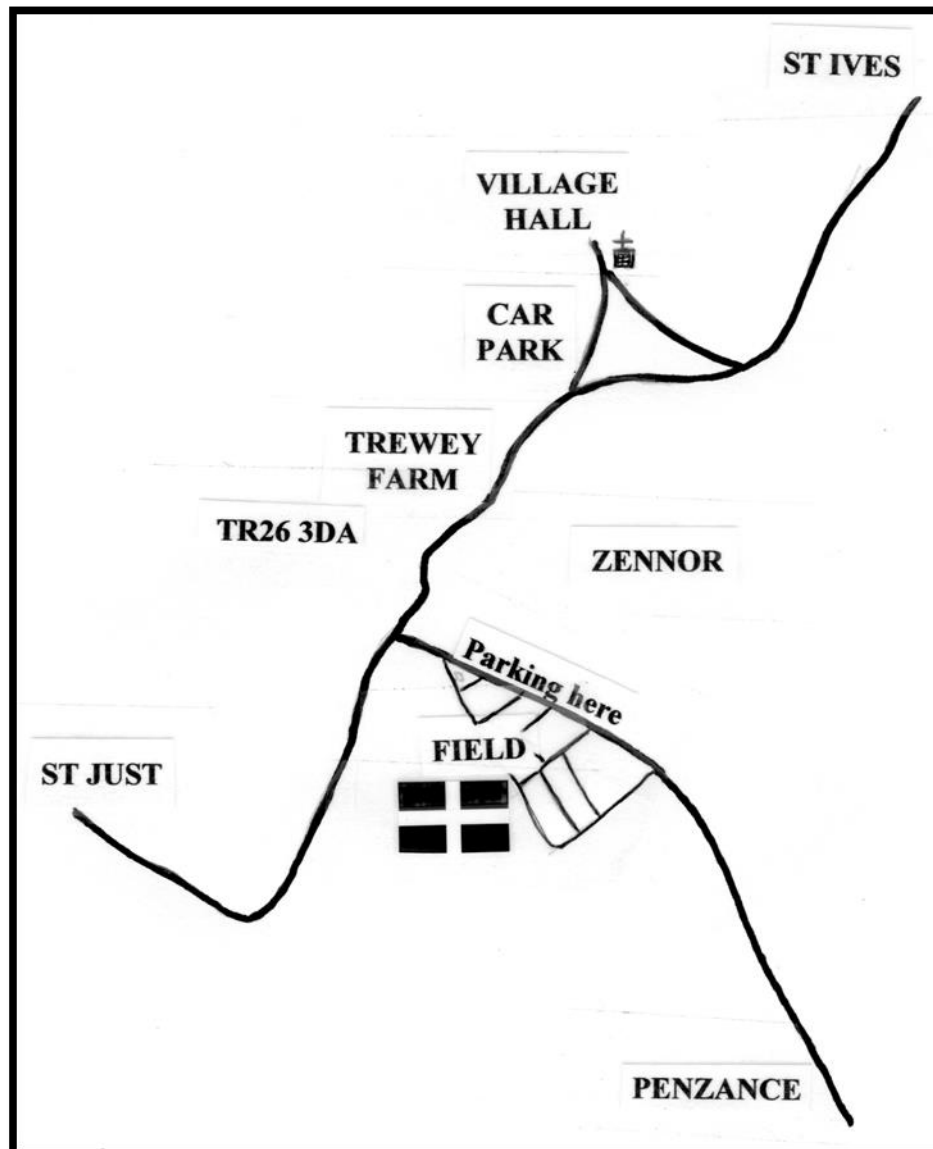 ST IVES
VILLAGE
HALL
CAR
PARK
TREWEY
FARM
TR26 3DA
ZENNOR
Parking here
FIELD
ST JUST
PENZANCE